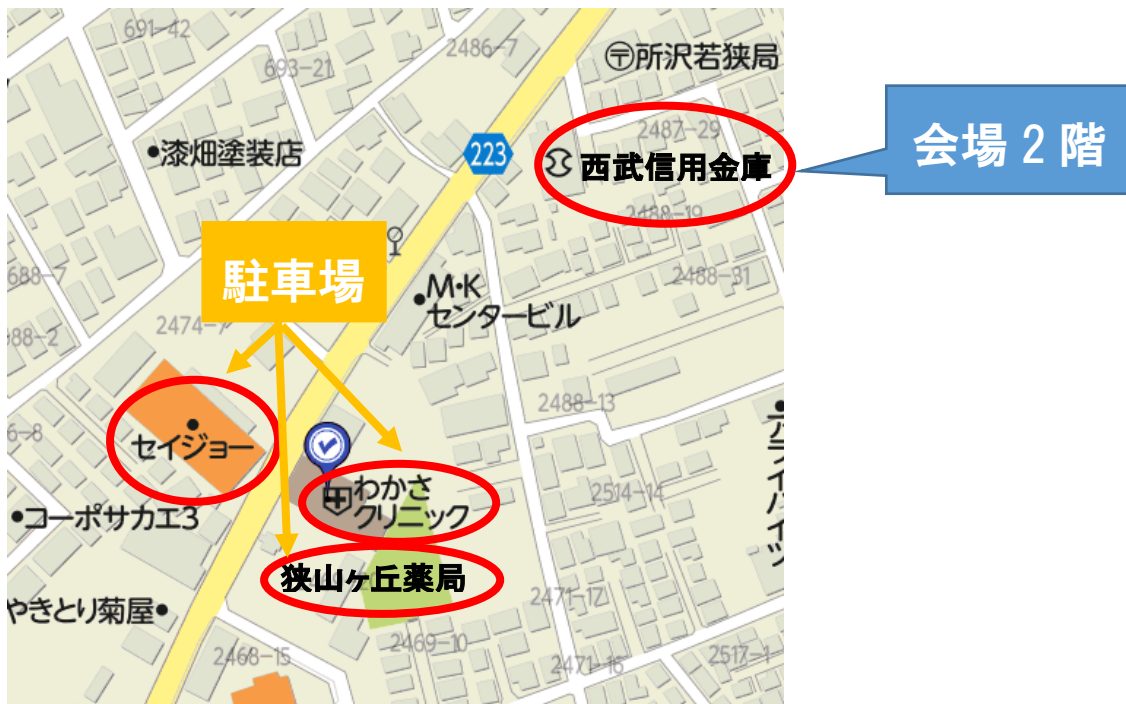 691-42
693-21
2486-7
〒所沢若狭局
漆畑塗装店
223
2487-29
西武信用金庫
会場2階
2488-19
688-7
駐車場
M・K
センタービル
2488-31
2474-7
88-2
2488-13
6-8
セイジョー
わかさ
クリニック
2514-14
コーポサカエ3
狭山ヶ丘薬局
やきとり菊屋
2471-17
2469-10
2468-15
2471-16
2517-1